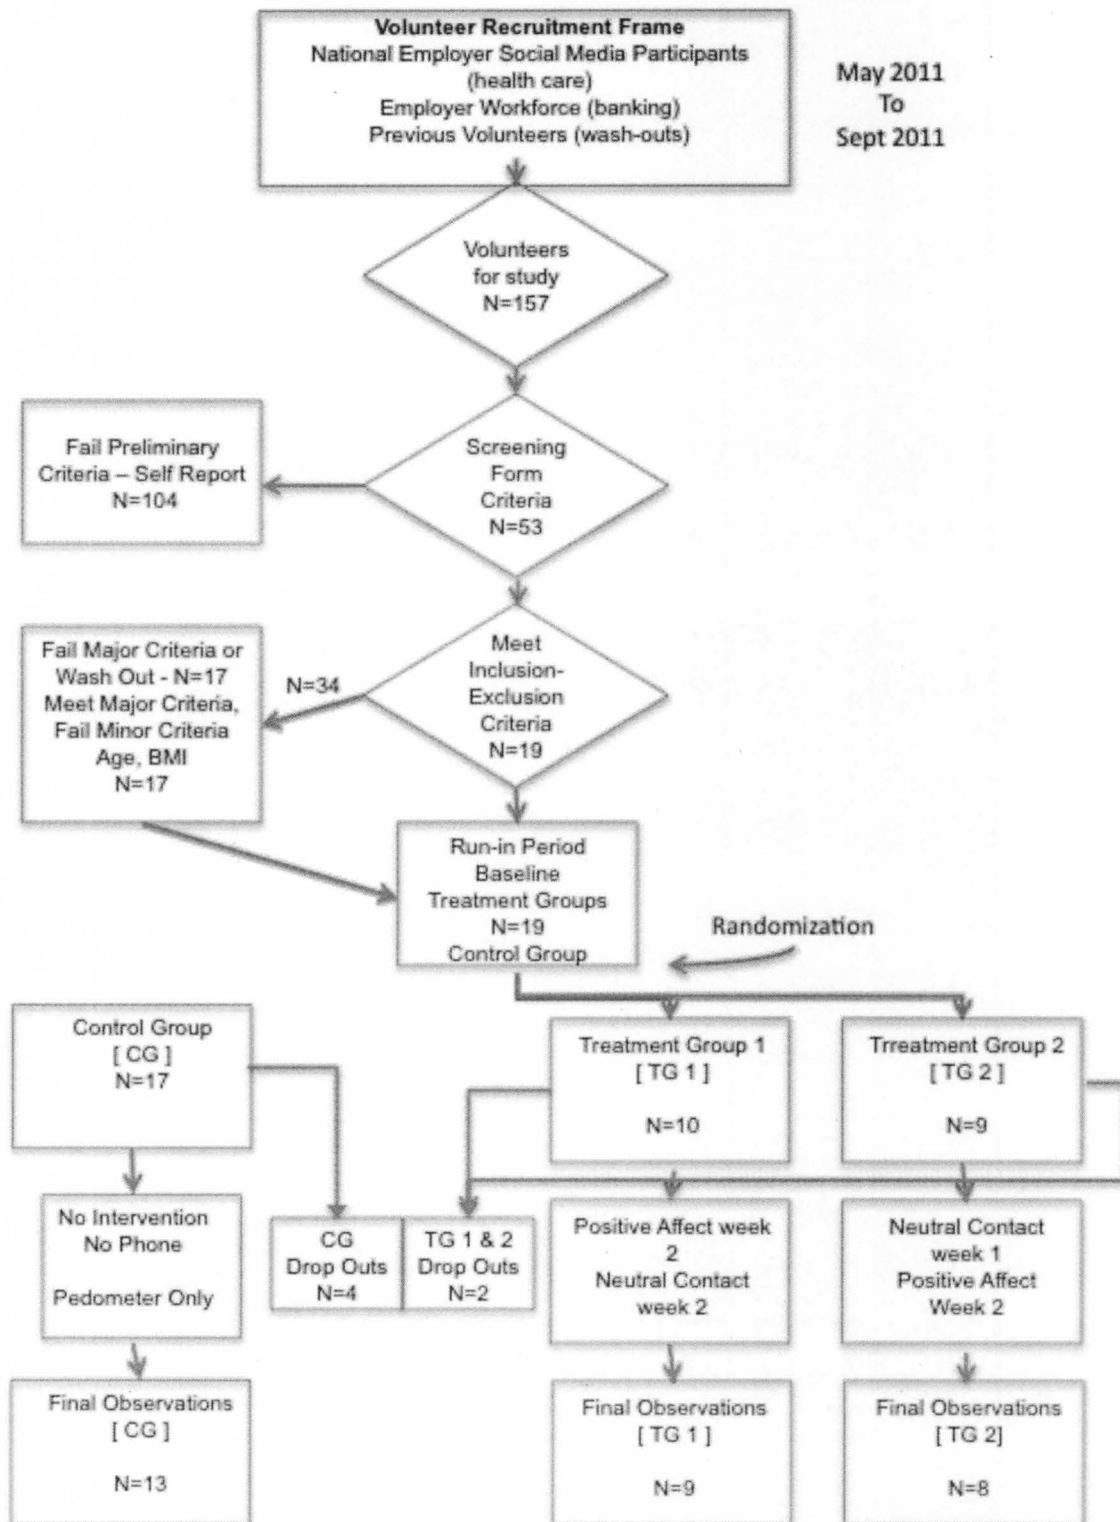 Volunteer Recruitment Frame
National Employer Social Media Participants
(health care)
Employer Workforce (banking)
Previous Volunteers (wash-outs)
May 2011
To
Sept 2011
Volunteers
for study
N=157
Fail Preliminary
Criteria – Self Report
N=104
Screening
Form
Criteria
N=53
Fail Major Criteria or
Wash Out - N=17
Meet Major Criteria,
Fail Minor Criteria
Age, BMI
N=17
N=34
Meet
Inclusion-
Exclusion
Criteria
N=19
Run-in Period
Baseline
Treatment Groups
N=19
Control Group
Randomization
Control Group
[ CG ]
N=17
Treatment Group 1
[ TG 1 ]
N=10
Trreatment Group 2
[ TG 2 ]
N=9
No Intervention
No Phone
Pedometer Only
CG
Drop Outs
N=4
TG 1 & 2
Drop Outs
N=2
Positive Affect week
2
Neutral Contact
week 2
Neutral Contact
week 1
Positive Affect
Week 2
Final Observations
[ CG ]
N=13
Final Observations
[ TG 1 ]
N=9
Final Observations
[ TG 2]
N=8